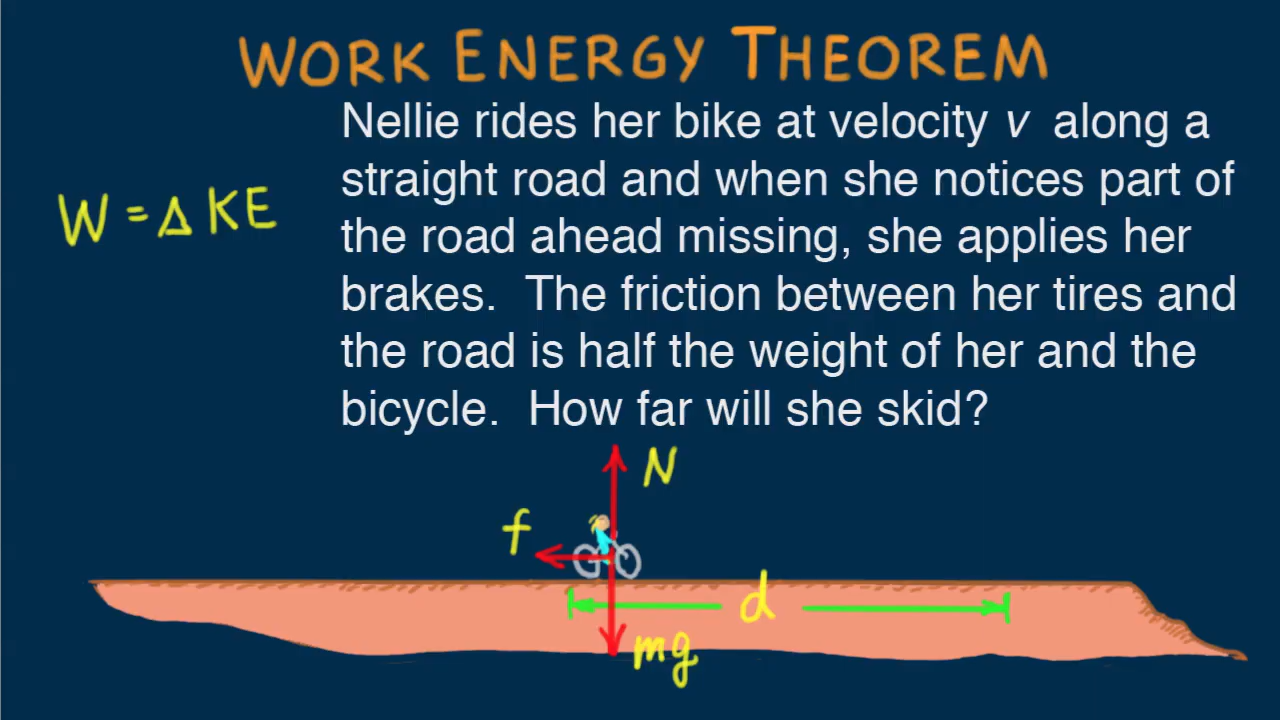 WORK ENERGY THEOREM
Nellie rides her bike at velocity v along a
straight road and when she notices part of
W = Δ KE
the road ahead missing, she applies her
brakes. The friction between her tires and
the road is half the weight of her and the
bicycle. How far will she skid?
N
f
d
mg